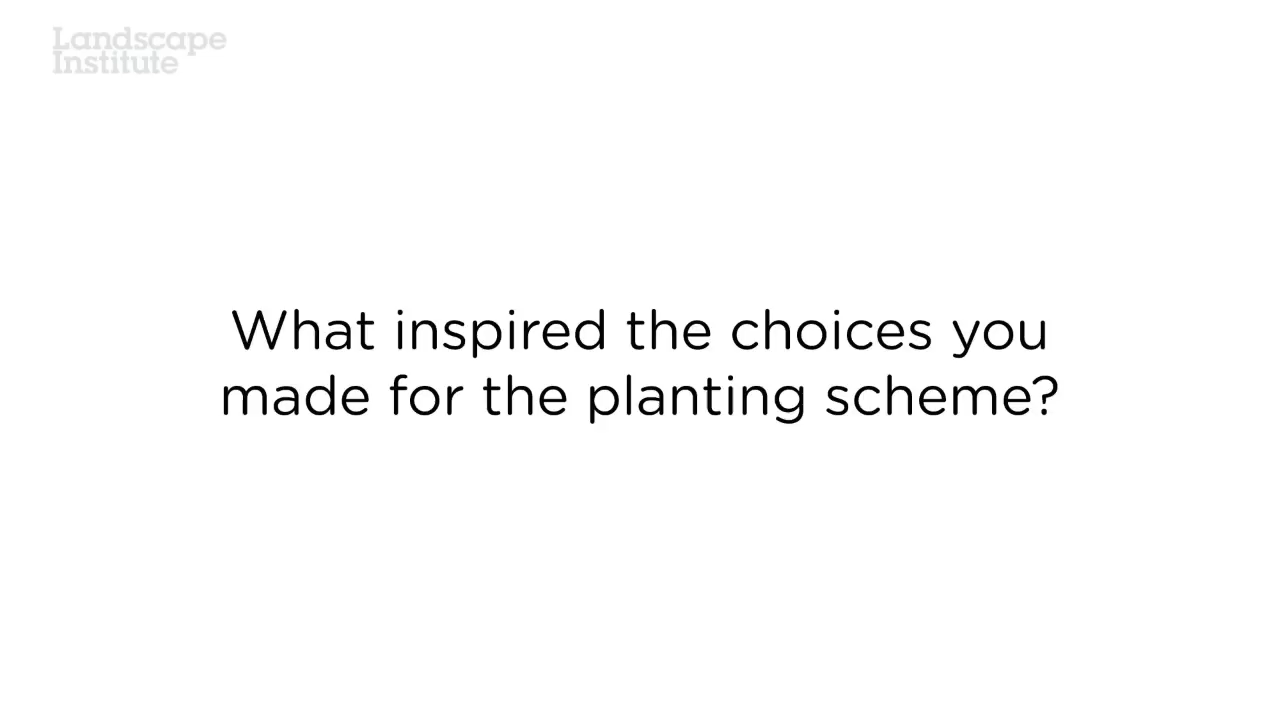 Landscape
Institute
What inspired the choices you
made for the planting scheme?